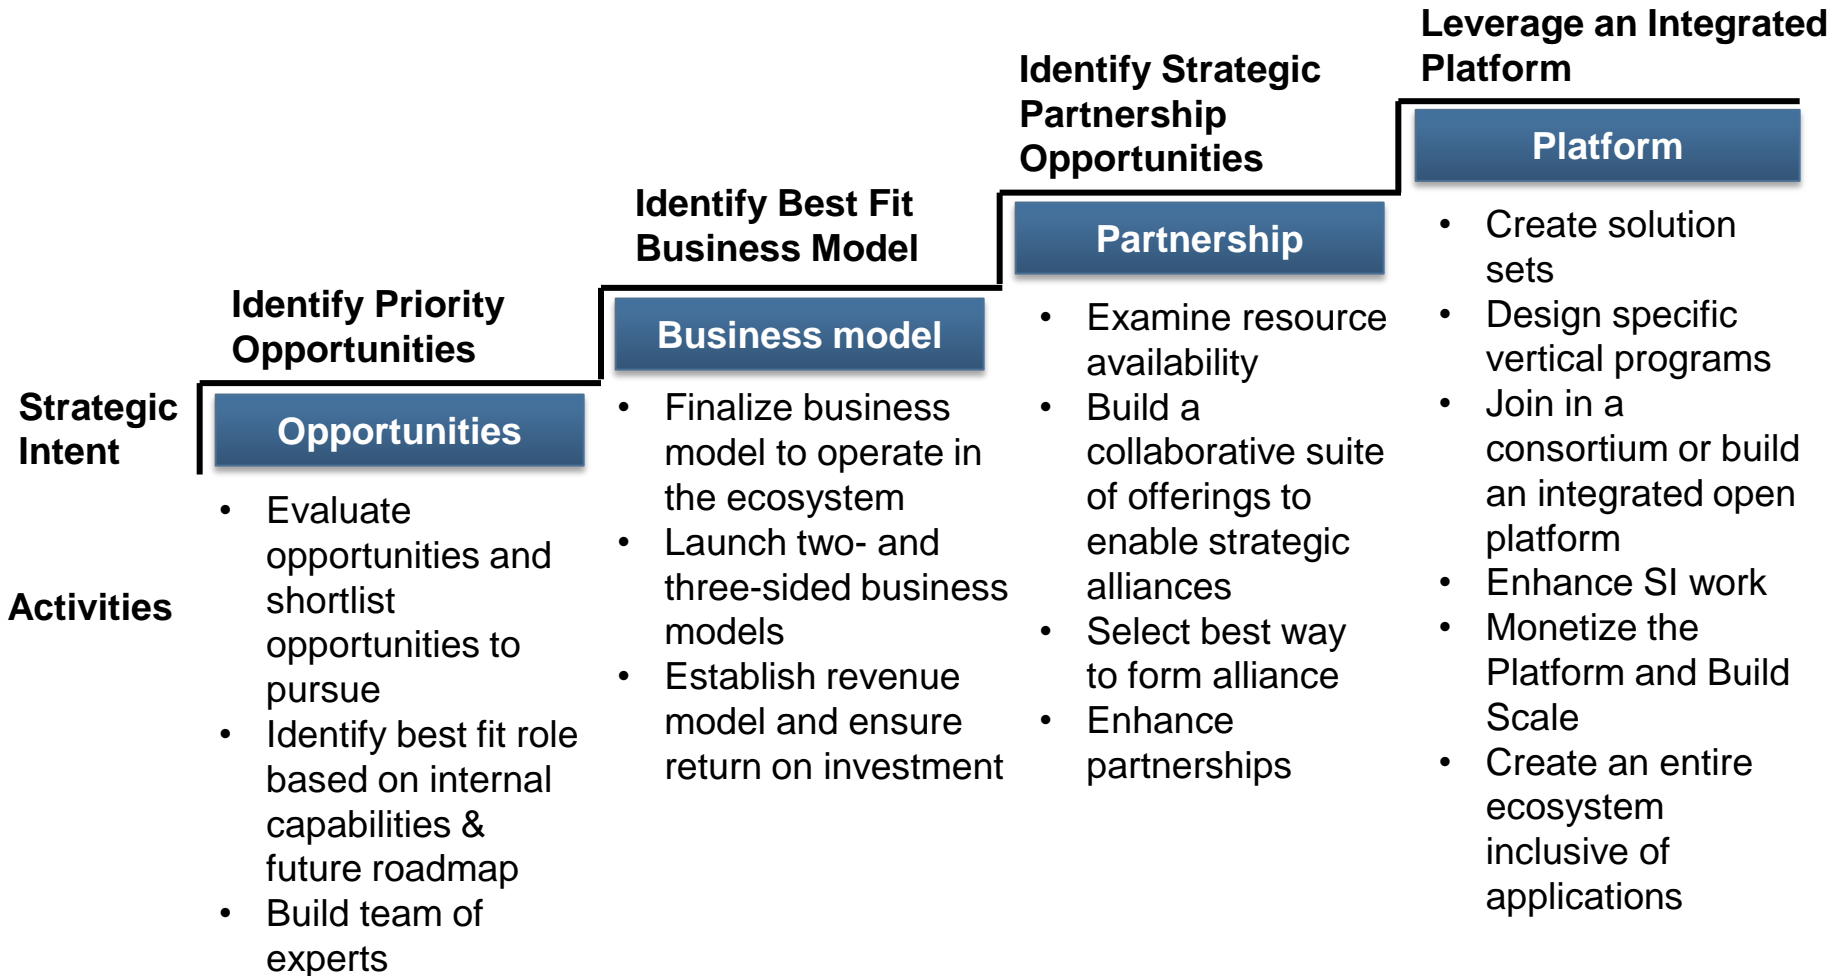 Leverage an Integrated
Platform
Platform
• Create solution
sets
• Design specific
vertical programs
• Join in a
consortium or build
an integrated open
platform
• Enhance SI work
• Monetize the
Platform and Build
Scale
• Create an entire
ecosystem
inclusive of
applications
Identify Strategic
Partnership
Opportunities
Partnership
• Examine resource
availability
• Build a
collaborative suite
of offerings to
enable strategic
alliances
• Select best way
to form alliance
• Enhance
partnerships
Identify Best Fit
Business Model
Business model
• Finalize business
model to operate in
the ecosystem
• Launch two- and
three-sided business
models
• Establish revenue
model and ensure
return on investment
Identify Priority
Opportunities
Opportunities
• Evaluate
opportunities and
shortlist
opportunities to
pursue
• Identify best fit role
based on internal
capabilities &
future roadmap
• Build team of
experts
Strategic
Intent
Activities